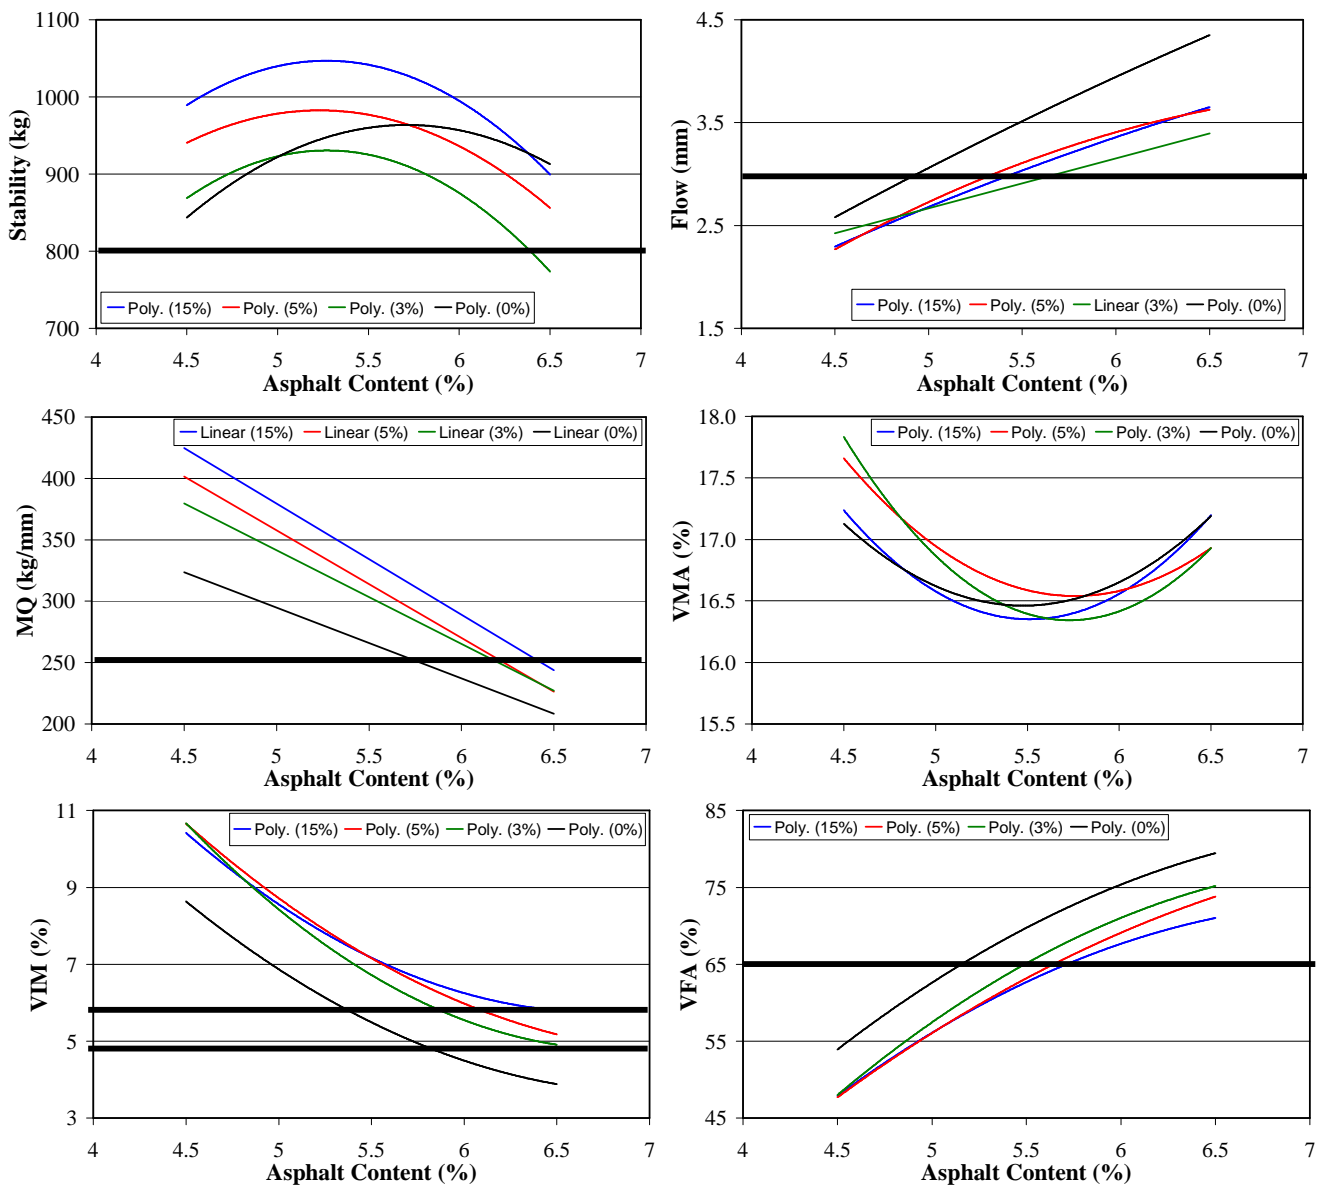 1100
1000
900
800
700
Stability (kg)
Poly. (15%) Poly. (5%) Poly. (3%) Poly. (0%)
4 4.5 5 5.5 6 6.5 7
Asphalt Content (%)
4.5
3.5
2.5
1.5
Flow (mm)
Poly. (15%) Poly. (5%) Linear (3%) Poly. (0%)
4 4.5 5 5.5 6 6.5 7
Asphalt Content (%)
450
400
350
300
250
200
MQ (kg/mm)
Linear (15%) Linear (5%) Linear (3%) Linear (0%)
4 4.5 5 5.5 6 6.5 7
Asphalt Content (%)
18.0
17.5
17.0
16.5
16.0
15.5
VMA (%)
Poly. (15%) Poly. (5%) Poly. (3%) Poly. (0%)
4 4.5 5 5.5 6 6.5 7
Asphalt Content (%)
11
9
7
5
3
VIM (%)
Poly. (15%) Poly. (5%) Poly. (3%) Poly. (0%)
4 4.5 5 5.5 6 6.5 7
Asphalt Content (%)
85
75
65
55
45
VFA (%)
Poly. (15%) Poly. (5%) Poly. (3%) Poly. (0%)
4 4.5 5 5.5 6 6.5 7
Asphalt Content (%)